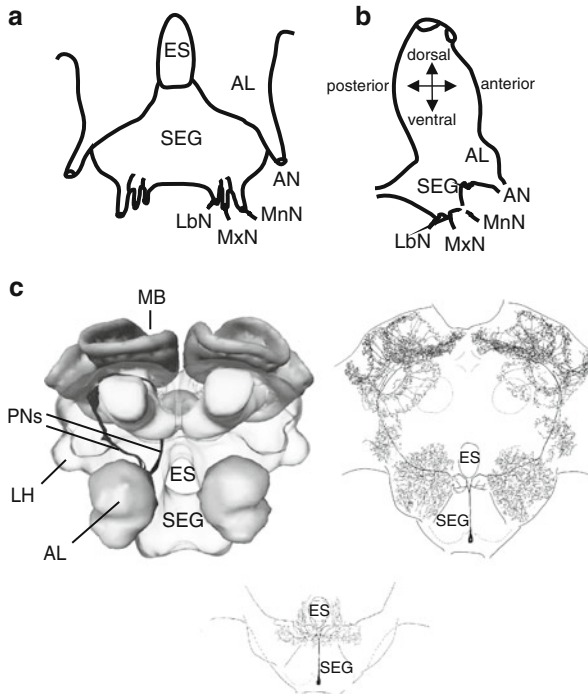 a
ES
AL
SEG
AN
LbN
MnN
MxN
b
dorsal
posterior
anterior
ventral
AL
SEG
AN
MnN
LbN
MxN
c
MB
PNs
LH
AL
ES
SEG
ES
SEG
ES
SEG